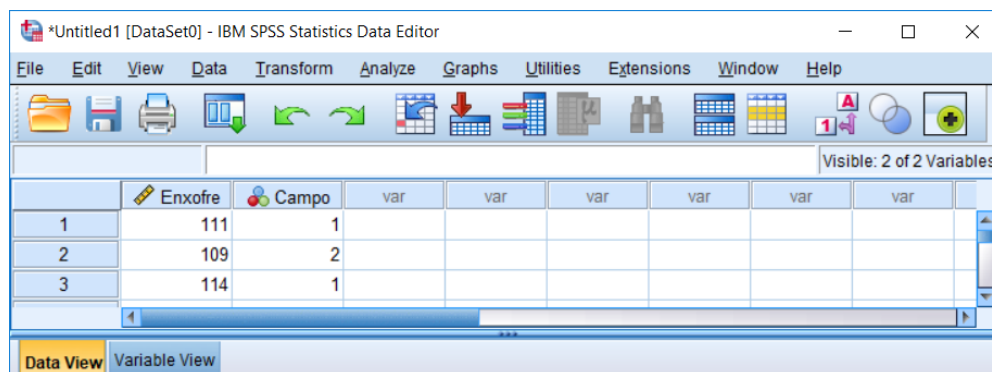 *Untitled1 [DataSet0] - IBM SPSS Statistics Data Editor
File Edit View Data Transform Analyze Graphs Utilities Extensions Window Help
A
1
μ
Visible: 2 of 2 Variables
Enxofre Campo var var var var var var
1 111 1
2 109 2
3 114 1
Data View Variable View